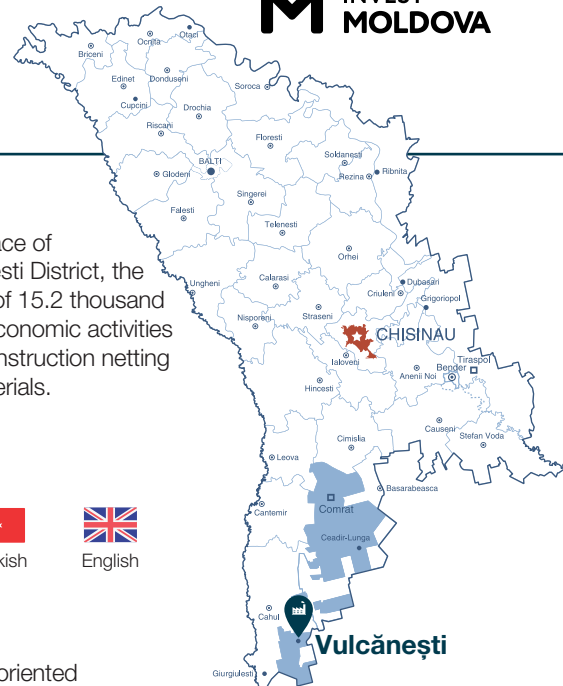 INVEST
MOLDOVA
Otaci
Ocnita
Briceni
Edinet
Donduseni
Soroca
Cupcini
Drochia
Riscani
Floresti
Soldanesti
BALTI
Glodeni
Rezina
Ribnita
Singerei
Falesti
Telenesti
Orhei
Ungheni
Calarasi
Dubasari
Criuleni
Grigoriopol
Nisporeni
Straseni
CHISINAU
Ialoveni
Tiraspol
Bender
Anenii Noi
Hincesti
Causeni
Cimislia
Stefan Voda
Leova
Basarabeasca
Comrat
Cantemir
Ceadir-Lunga
Cahul
Vulcănești
Giurgiulesti
ace of
esti District, the
of 15.2 thousand
economic activities
nstruction netting
erials.
kish
English
oriented